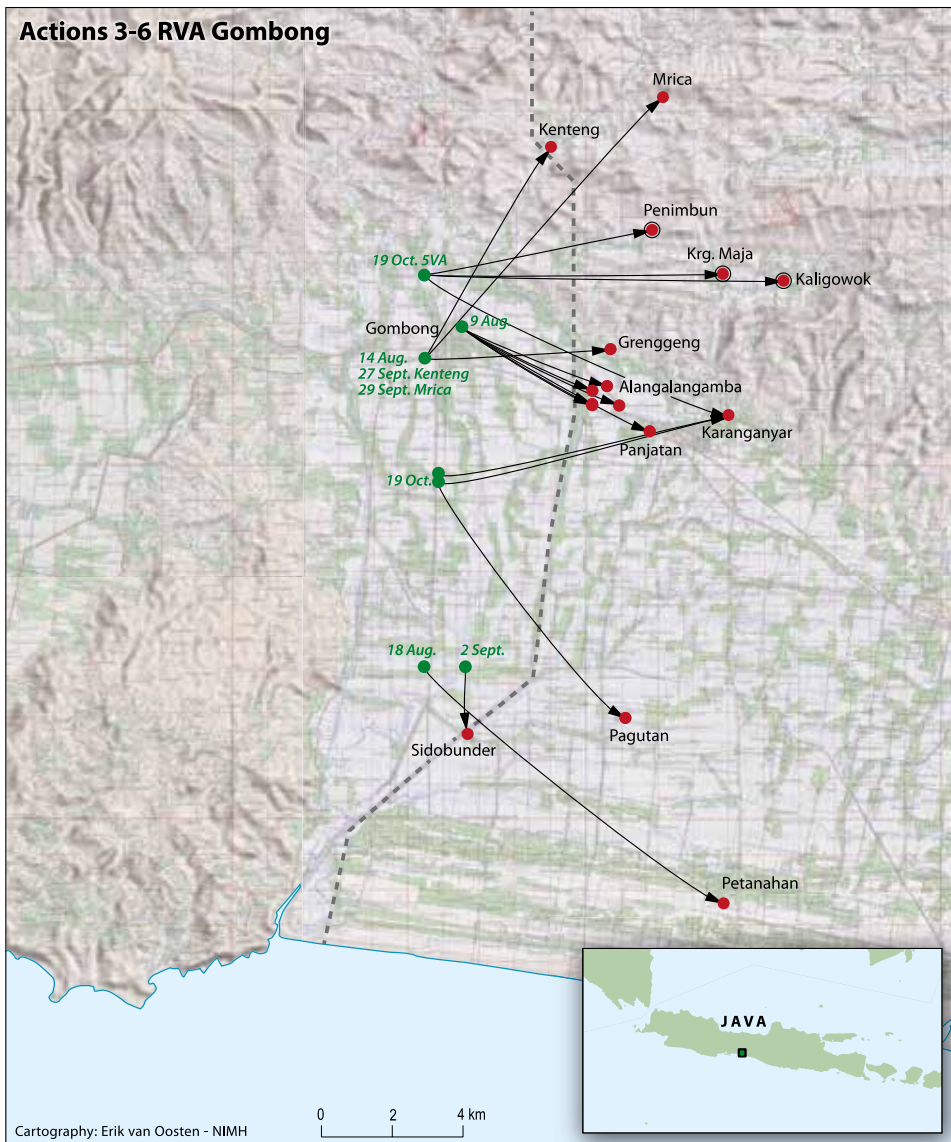 Actions 3-6 RVA Gombong
Mrica
Kenteng
Penimbun
Krg. Maja
19 Oct. 5VA
Kaligowok
9 Aug
Gombong
Grenggeng
14 Aug.
27 Sept. Kenteng
29 Sept. Mrica
Alangalangamba
Karanganyar
Panjatan
19 Oct.
18 Aug.
2 Sept.
Pagutan
Sidobunder
Petanahan
JAVA
0 2 4 km
Cartography: Erik van Oosten - NIMH